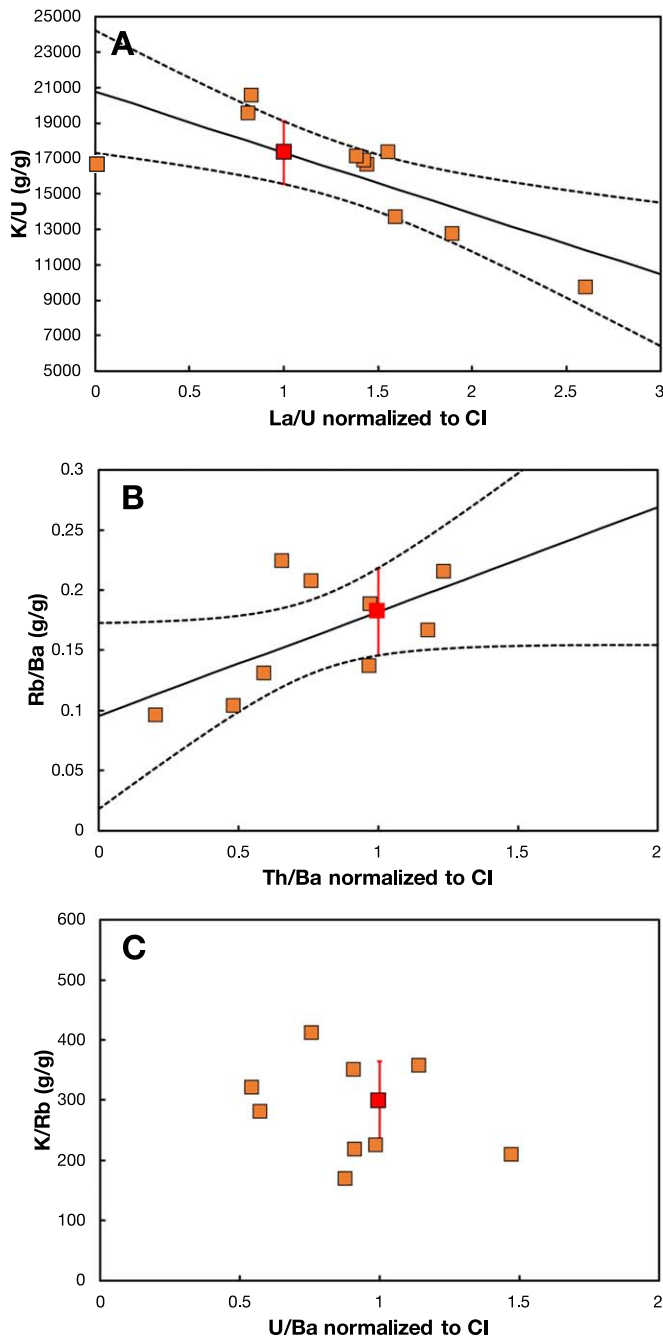 A
25000
23000
21000
19000
17000
15000
13000
11000
9000
7000
5000
K/U (g/g)
0 0.5 1 1.5 2 2.5 3
La/U normalized to CI
B
0.3
0.25
0.2
0.15
0.1
0.05
0
Rb/Ba (g/g)
0 0.5 1 1.5 2
Th/Ba normalized to CI
C
600
500
400
300
200
100
0
K/Rb (g/g)
0 0.5 1 1.5 2
U/Ba normalized to CI